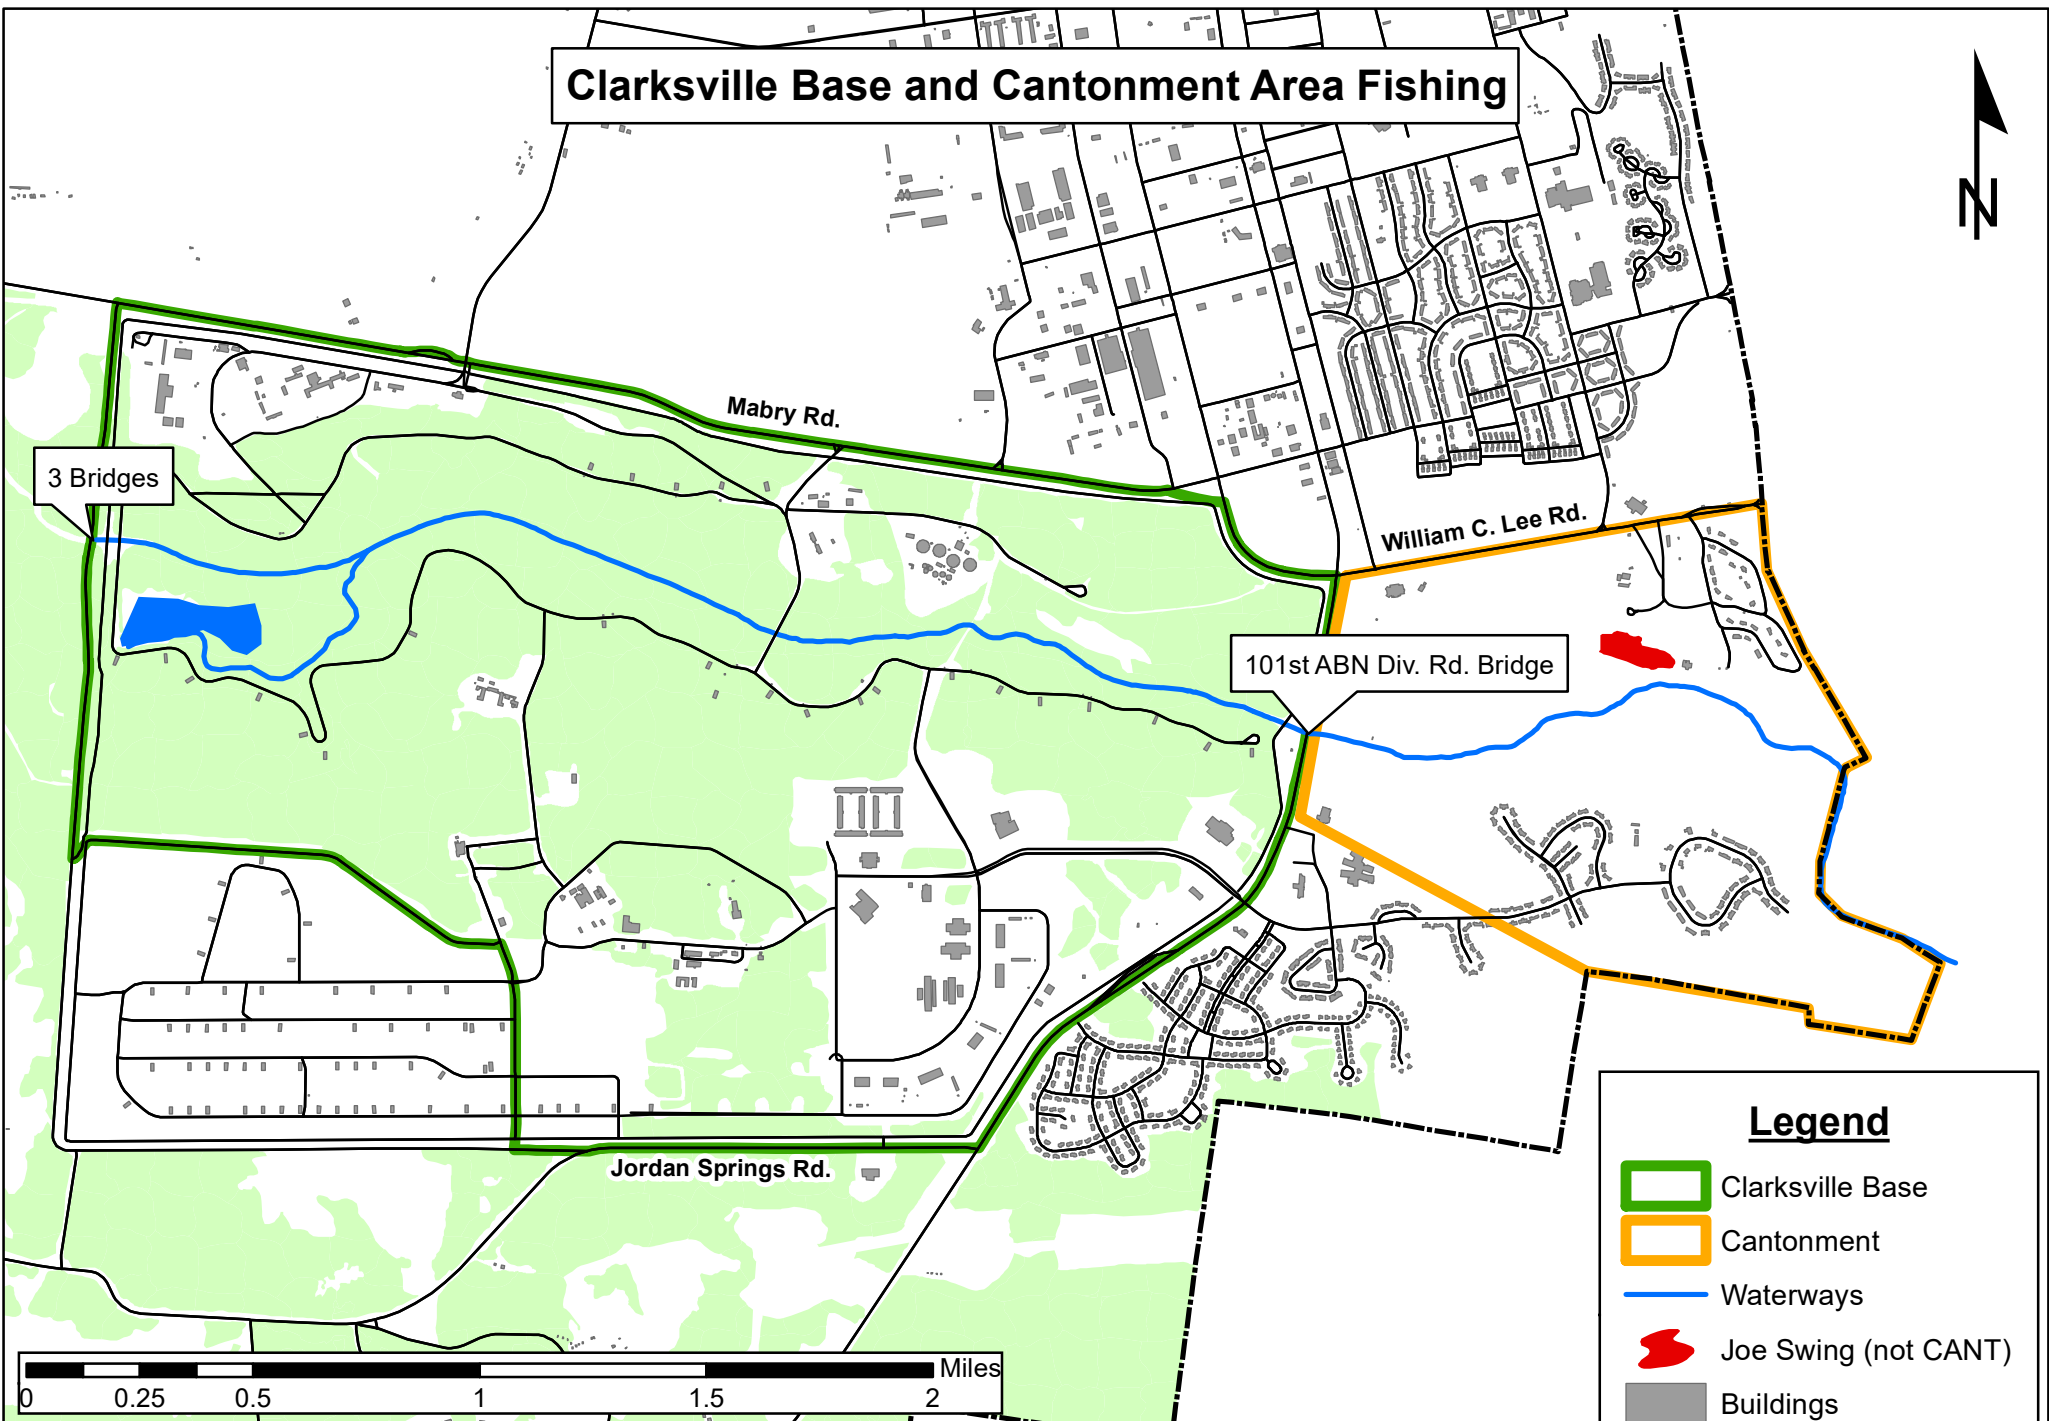 Clarksville Base and Cantonment Area Fishing
N
Mabry Rd.
3 Bridges
William C. Lee Rd.
101st ABN Div. Rd. Bridge
Jordan Springs Rd.
Legend
Clarksville Base
Cantonment
Waterways
Joe Swing (not CANT)
Buildings
Miles
0 0.25 0.5 1 1.5 2